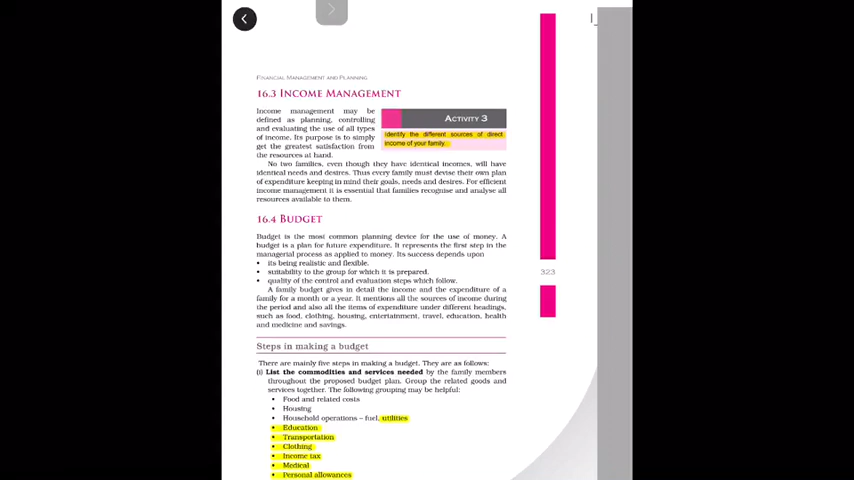 FINANCIAL MANAGEMENT AND PLANNING
16.3 INCOME MANAGEMENT
Income management may be
defined as planning, controlling
and evaluating the use of all types
of income. Its purpose is to simply
get the greatest satisfaction from
the resources at hand.
ACTIVITY 3
Identify the different sources of direct
income of your family.
No two families, even though they have identical incomes, will have
identical needs and desires. Thus every family must devise their own plan
of expenditure keeping in mind their goals, needs and desires. For efficient
income management it is essential that families recognise and analyse all
resources available to them.
16.4 BUDGET
Budget is the most common planning device for the use of money. A
budget is a plan for future expenditure. It represents the first step in the
managerial process as applied to money. Its success depends upon
• its being realistic and flexible.
• suitability to the group for which it is prepared.
• quality of the control and evaluation steps which follow.
A family budget gives in detail the income and the expenditure of a
family for a month or a year. It mentions all the sources of income during
the period and also all the items of expenditure under different headings,
such as food, clothing, housing, entertainment, travel, education, health
and medicine and savings.
323
Steps in making a budget
There are mainly five steps in making a budget. They are as follows:
(i) List the commodities and services needed by the family members
throughout the proposed budget plan. Group the related goods and
services together. The following grouping may be helpful:
• Food and related costs
• Housing
• Household operations – fuel, utilities
• Education
• Transportation
• Clothing
• Income tax
• Medical
• Personal allowances